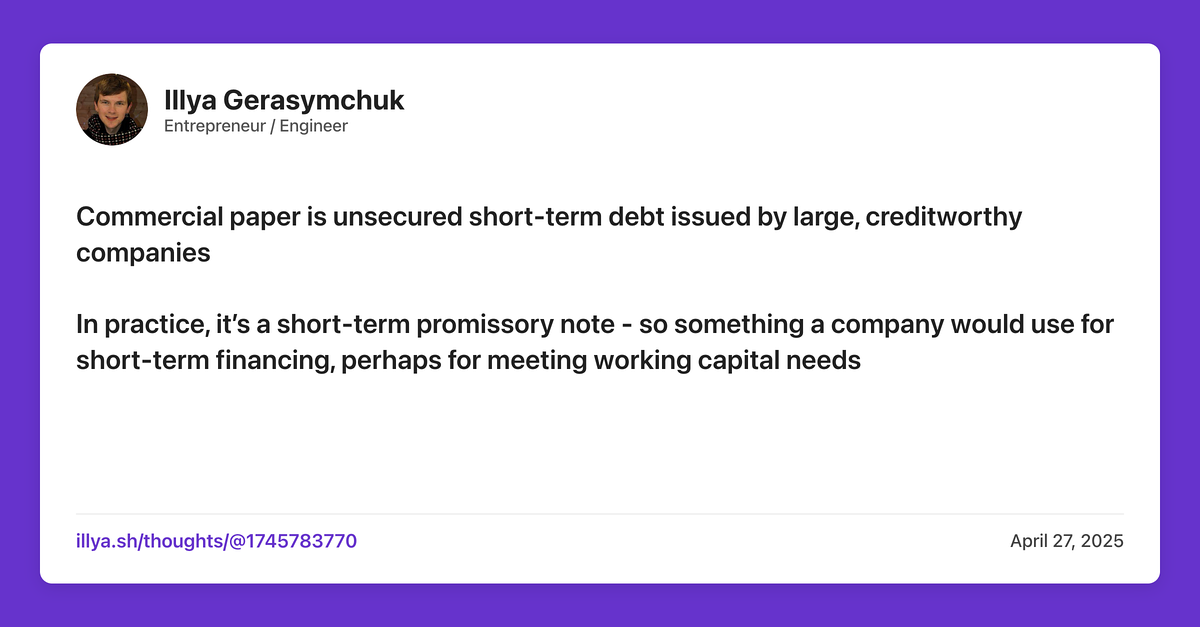 Illya Gerasymchuk
Entrepreneur / Engineer
Commercial paper is unsecured short-term debt issued by large, creditworthy
companies
In practice, it’s a short-term promissory note - so something a company would use for
short-term financing, perhaps for meeting working capital needs
illya.sh/thoughts/@1745783770
April 27, 2025